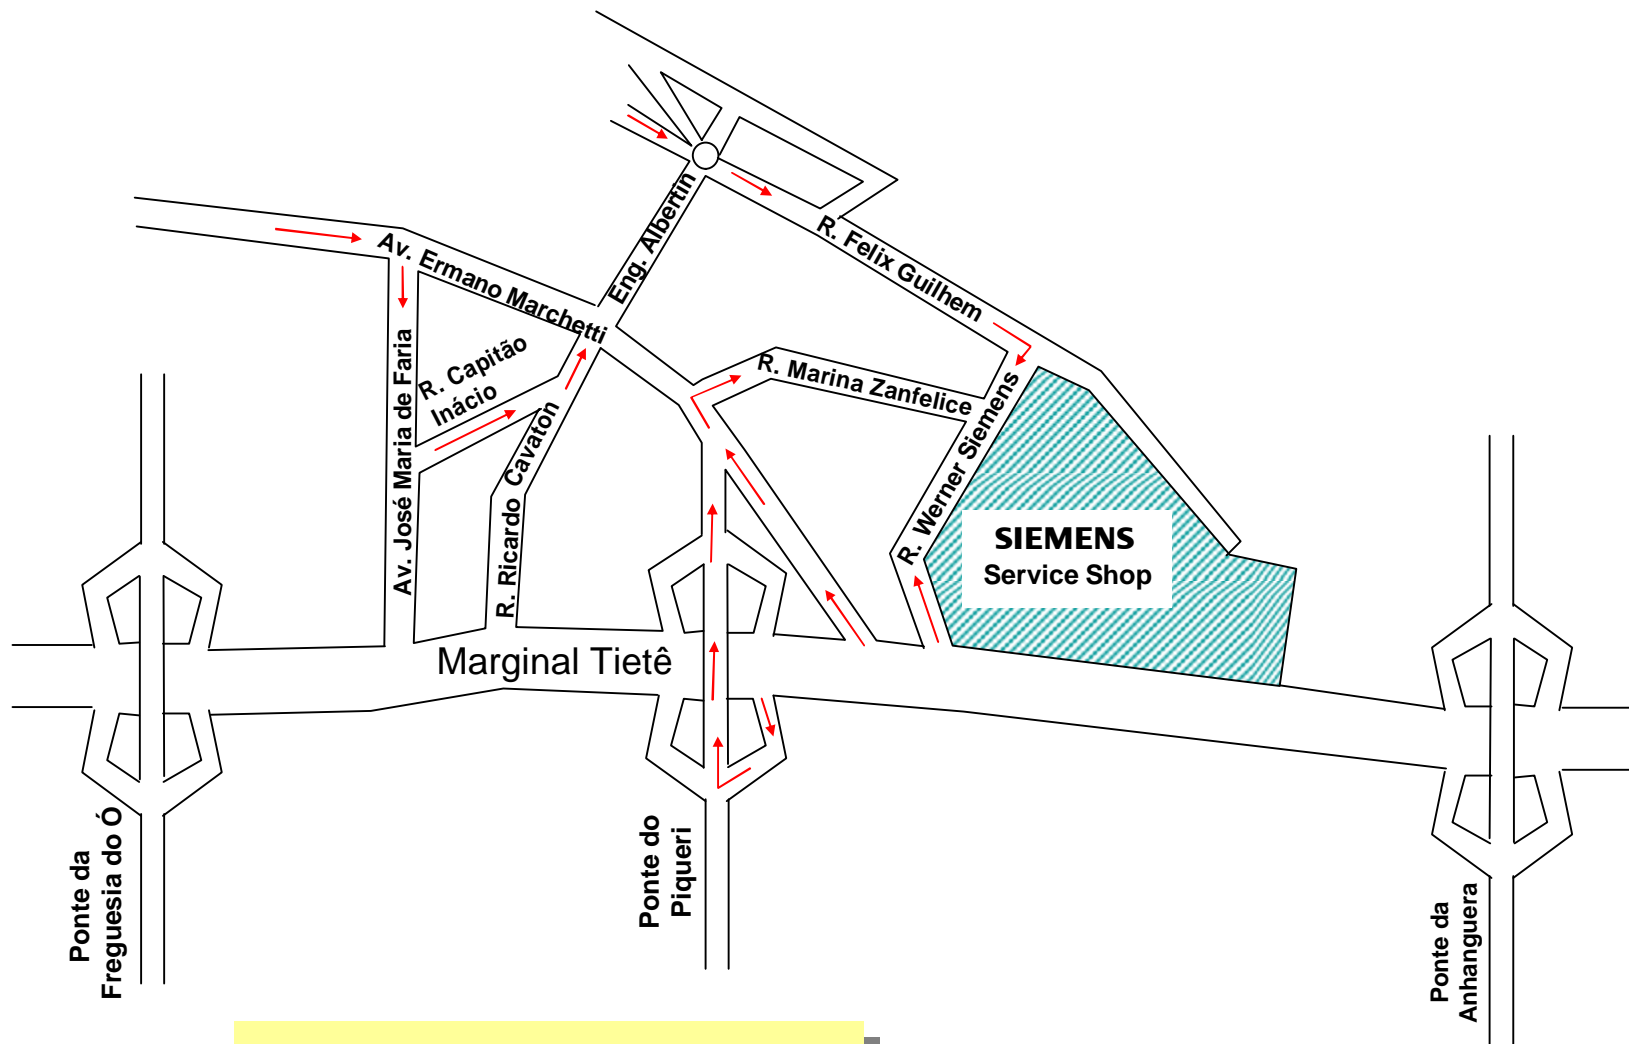 Eng. Albertin
R. Felix Guilhem
Av. Ermano Marchetti
R. Capitão
Inácio
Av. José Maria de Faria
R. Ricardo Cavaton
R. Marina Zanfelice
R. Werner Siemens
SIEMENS
Service Shop
Marginal Tietê
Ponte da
Freguesia do Ó
Ponte do
Piqueri
Ponte da
Anhanguera